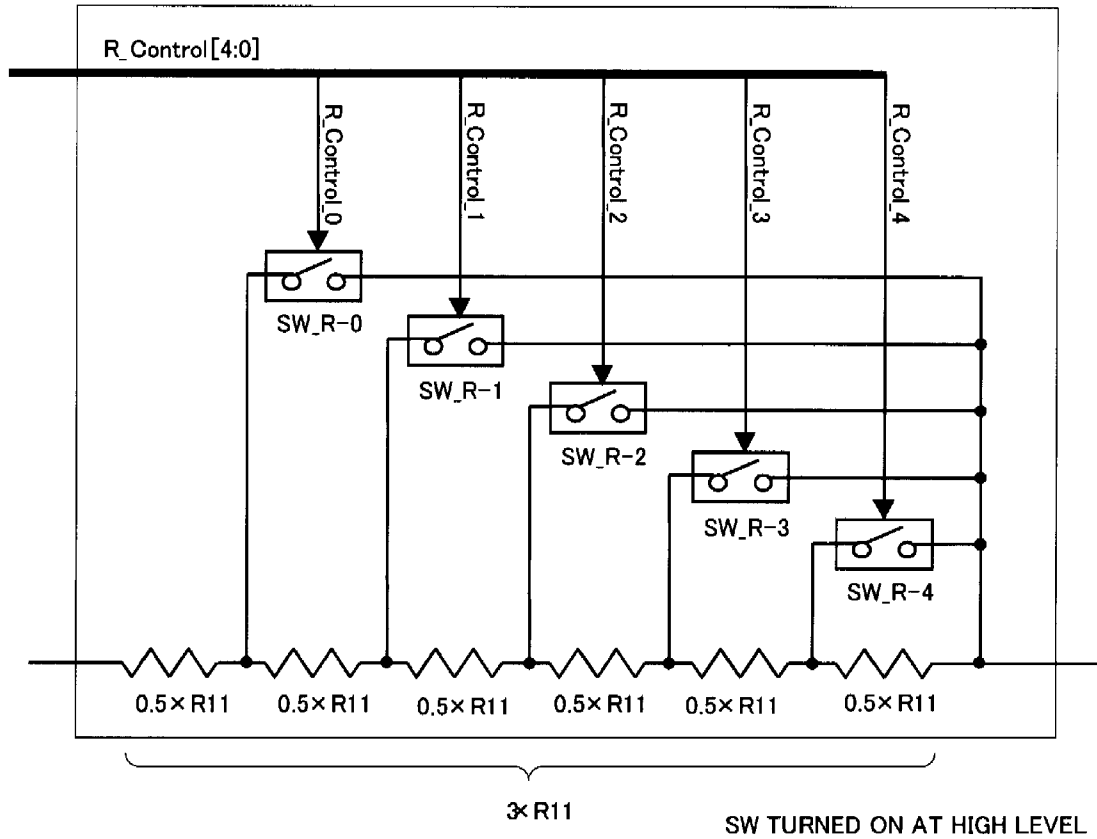 R_Control[4:0]
R_Control_0
R_Control_1
R_Control_2
R_Control_3
R_Control_4
SW_R-0
SW_R-1
SW_R-2
SW_R-3
SW_R-4
0.5×R11 0.5×R11 0.5×R11 0.5×R11 0.5×R11 0.5×R11
3×R11
SW TURNED ON AT HIGH LEVEL